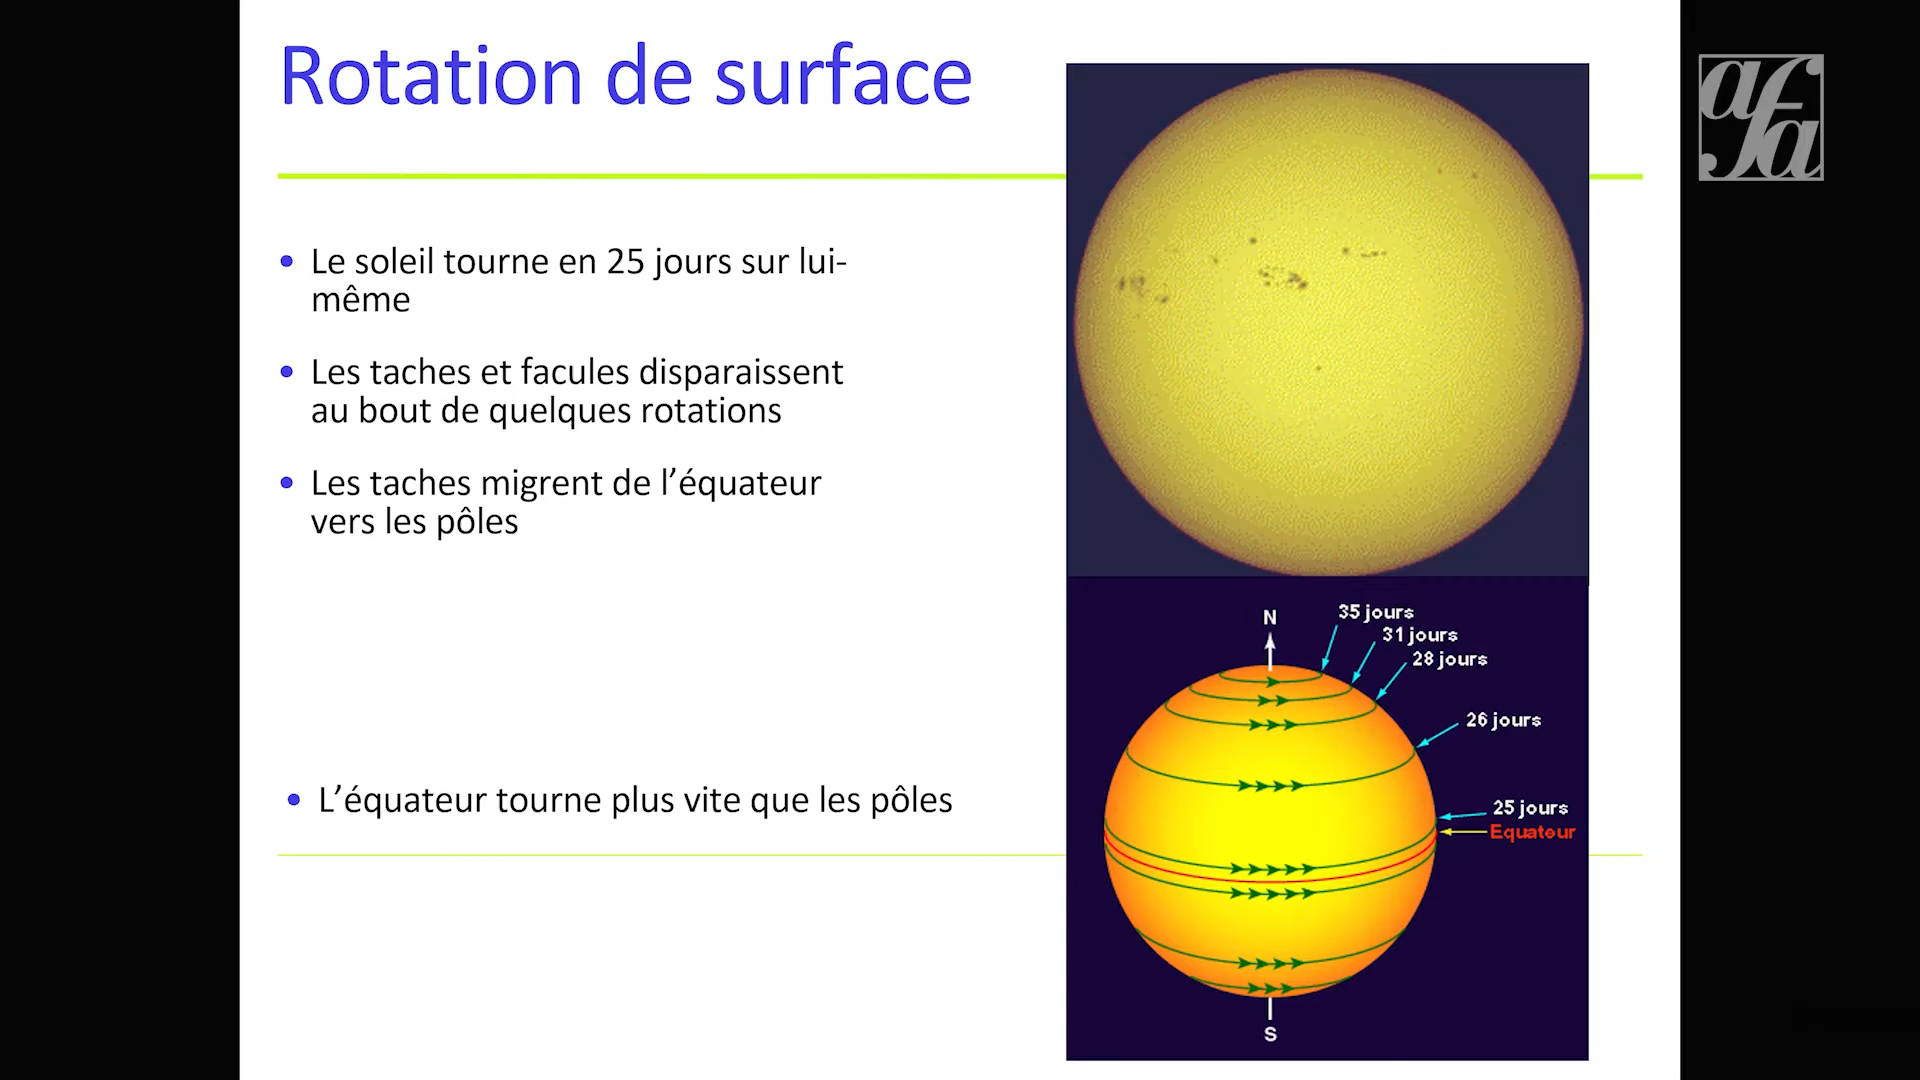 Rotation de surface
afa
• Le soleil tourne en 25 jours sur lui-
même
• Les taches et facules disparaissent
au bout de quelques rotations
• Les taches migrent de l’équateur
vers les pôles
• L’équateur tourne plus vite que les pôles
N
35 jours
31 jours
28 jours
26 jours
25 jours
Equateur
S